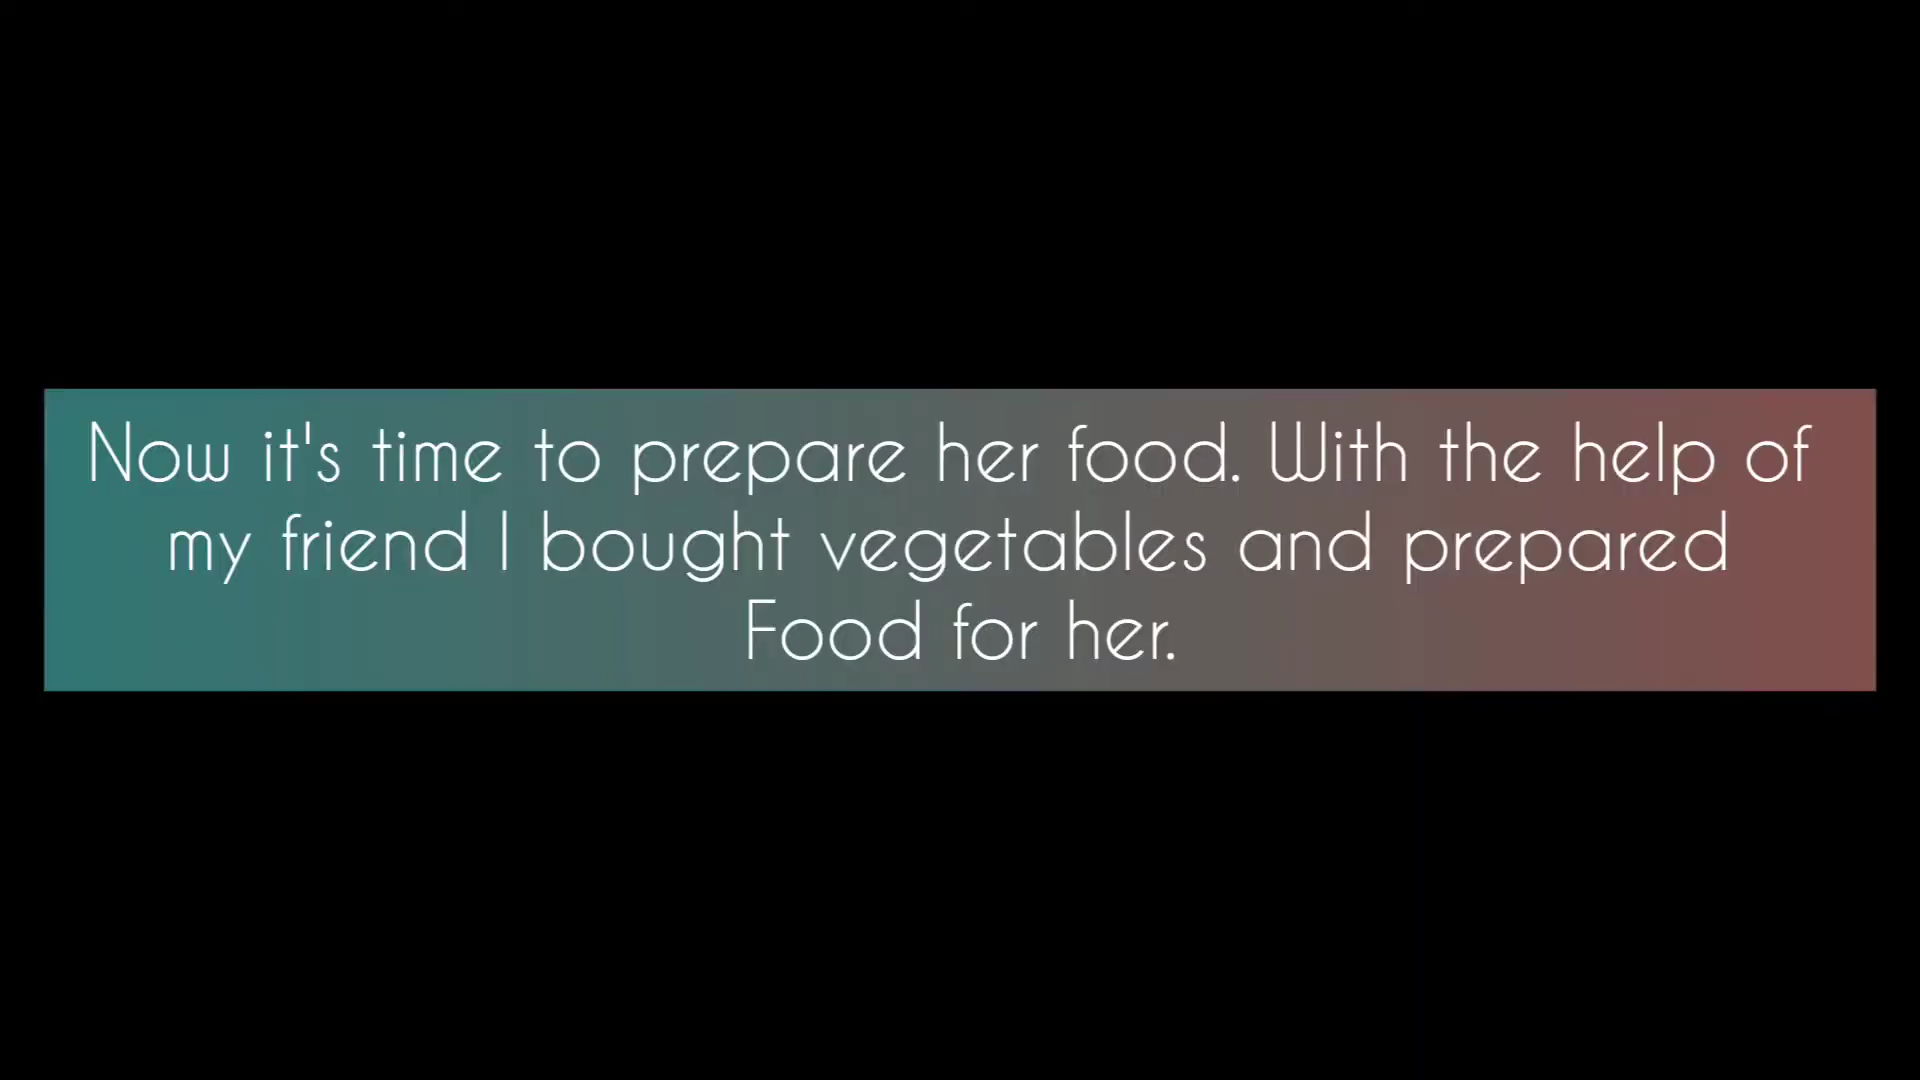 Now it's time to prepare her food. With the help of
my friend I bought vegetables and prepared
Food for her.